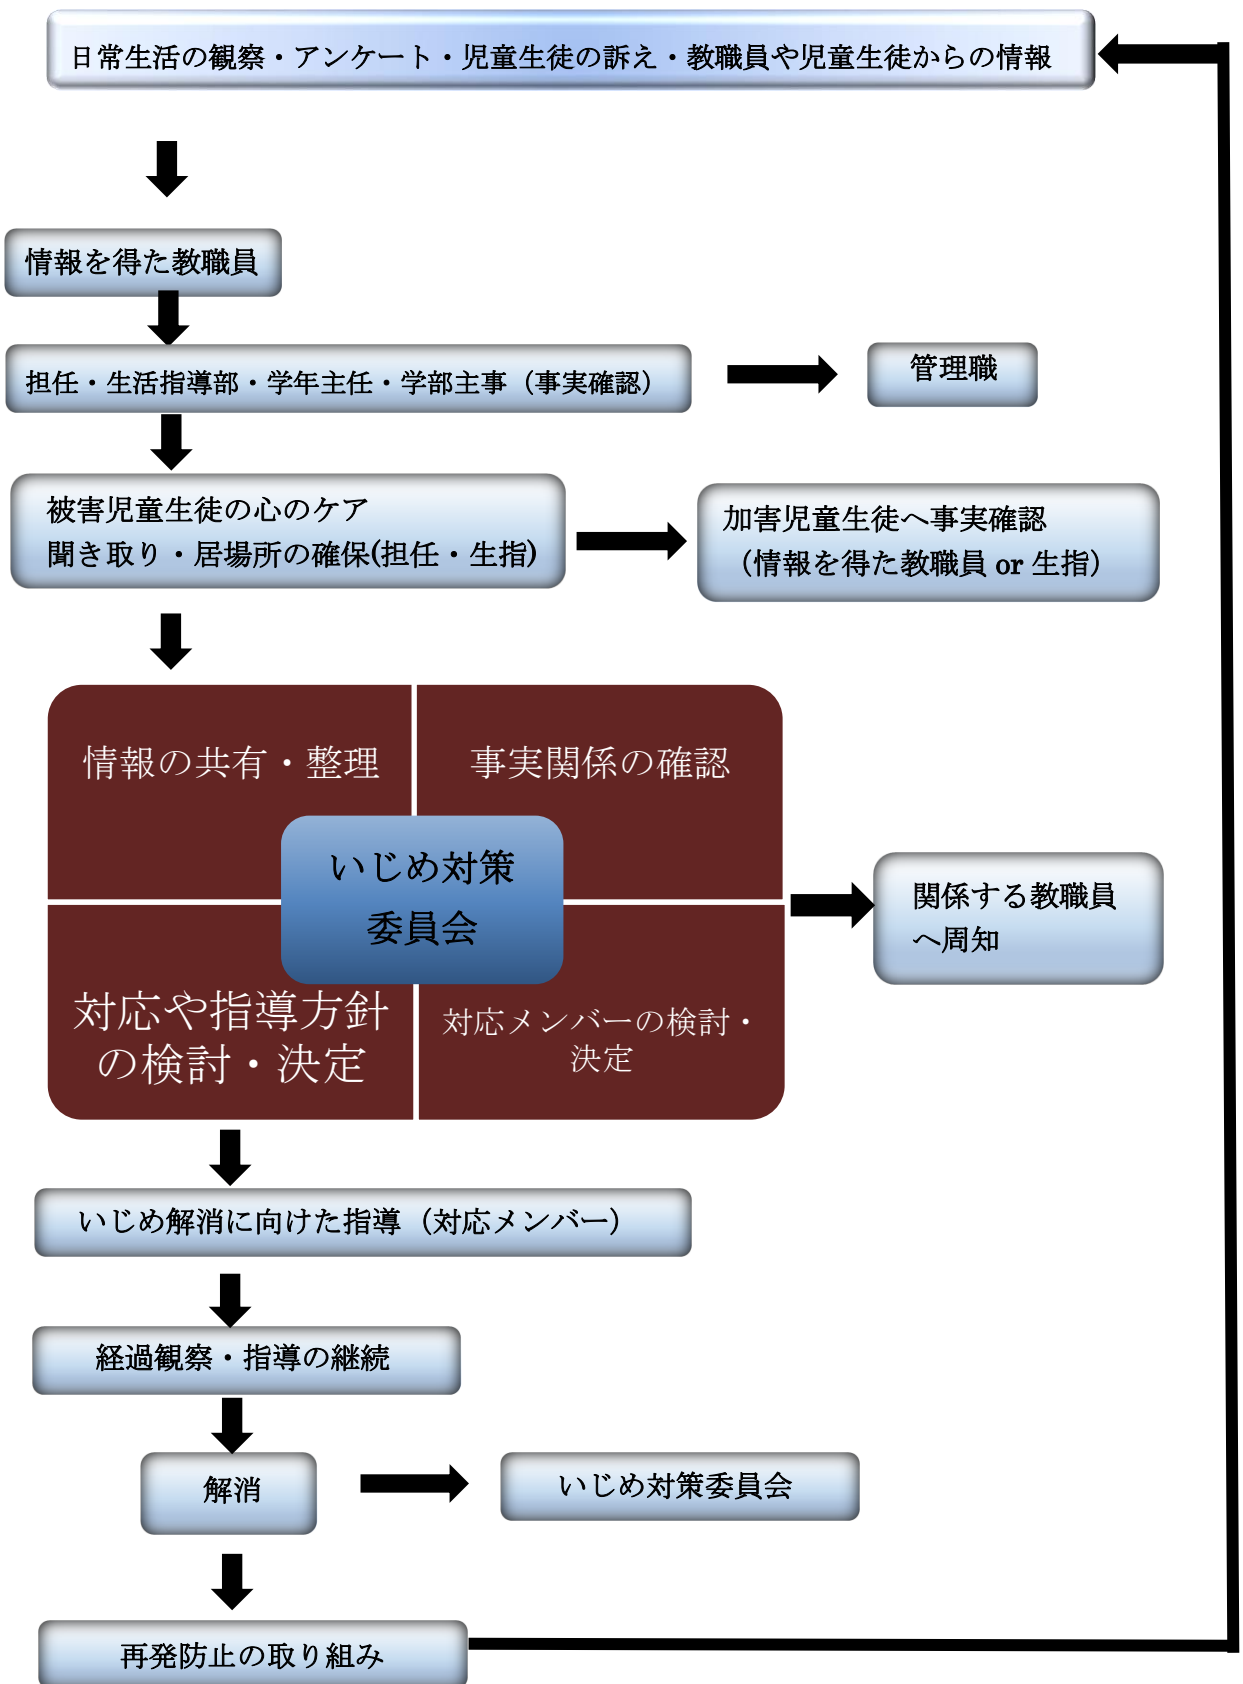 日常生活の観察・アンケート・児童生徒の訴え・教職員や児童生徒からの情報
情報を得た教職員
担任・生活指導部・学年主任・学部主事（事実確認）
管理職
被害児童生徒の心のケア
聞き取り・居場所の確保(担任・生指)
加害児童生徒へ事実確認
（情報を得た教職員 or 生指）
情報の共有・整理
事実関係の確認
いじめ対策
委員会
対応や指導方針
の検討・決定
対応メンバーの検討・
決定
関係する教職員
へ周知
いじめ解消に向けた指導（対応メンバー）
経過観察・指導の継続
解消
いじめ対策委員会
再発防止の取り組み